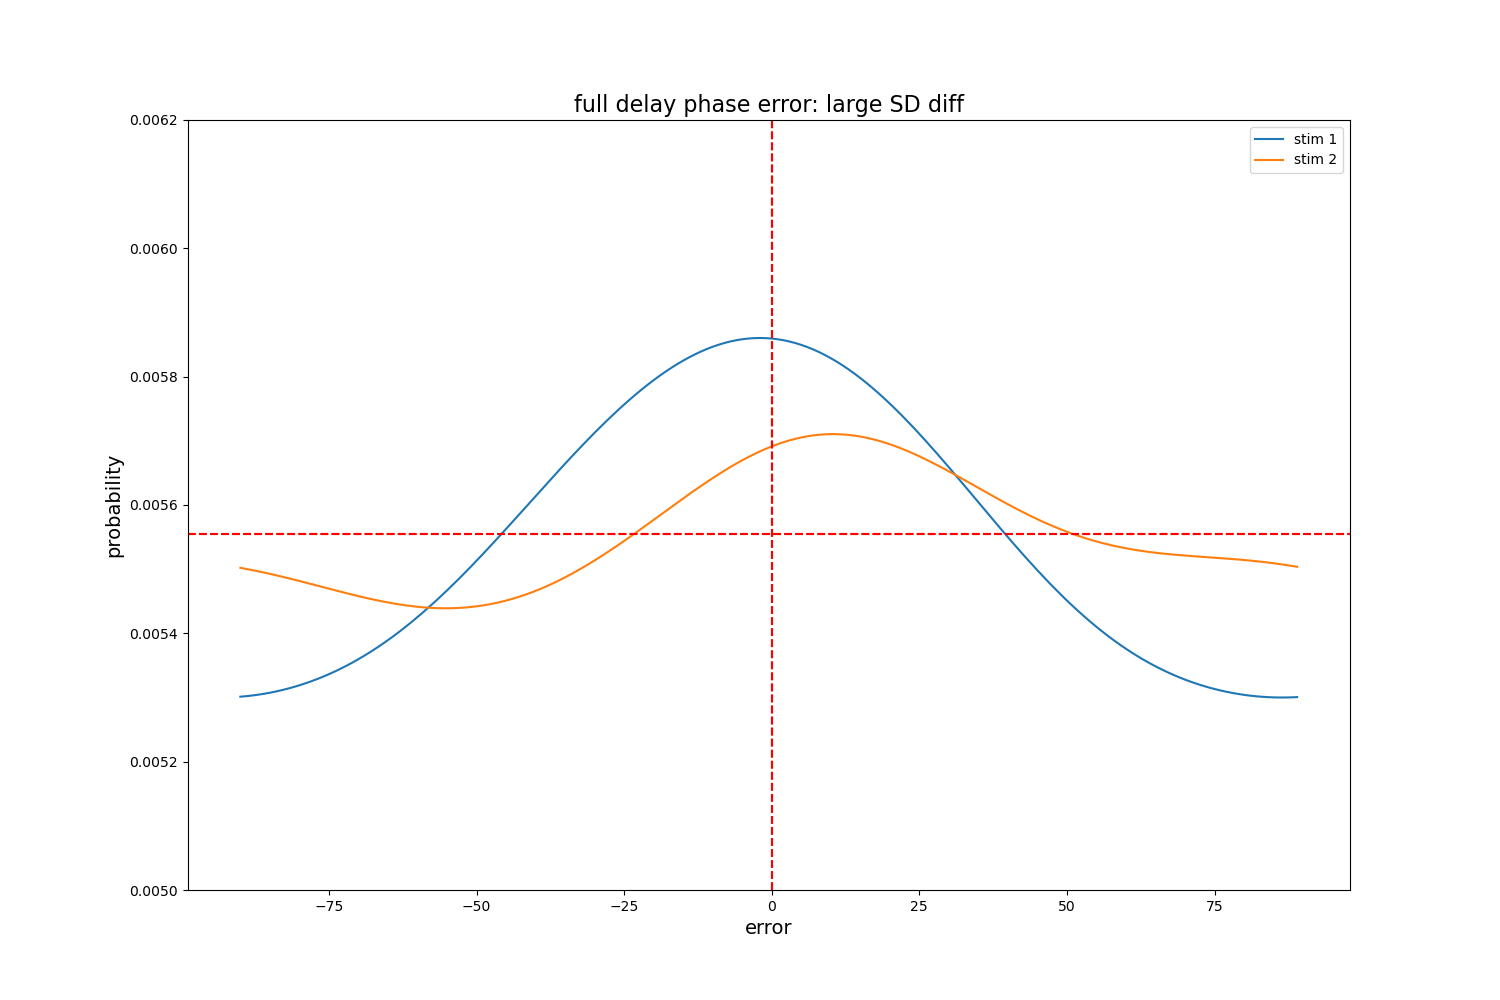 full delay phase error: large SD diff
stim 1
stim 2
probability
0.0062
0.0060
0.0058
0.0056
0.0054
0.0052
0.0050
−75
−50
−25
0
25
50
75
error